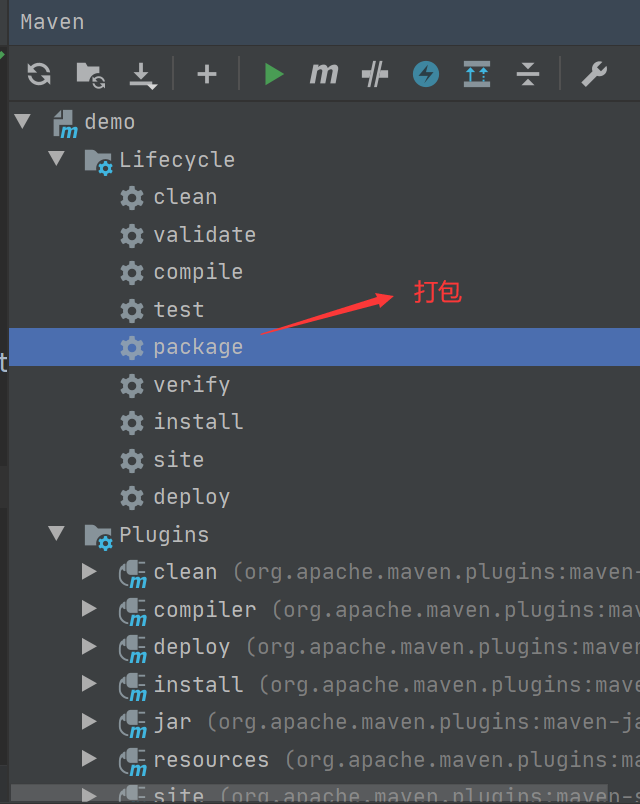 Maven
demo
Lifecycle
clean
validate
compile
test
打包
package
verify
install
site
deploy
Plugins
clean (org.apache.maven.plugins:maven-
compiler (org.apache.maven.plugins:m
deploy (org.apache.maven.plugins:maven
install (org.apache.maven.plugins:mave
jar (org.apache.maven.plugins:maven-ja
resources (org.apache.maven.plugins:ma
site (org.apache.maven.plugins:maven-s